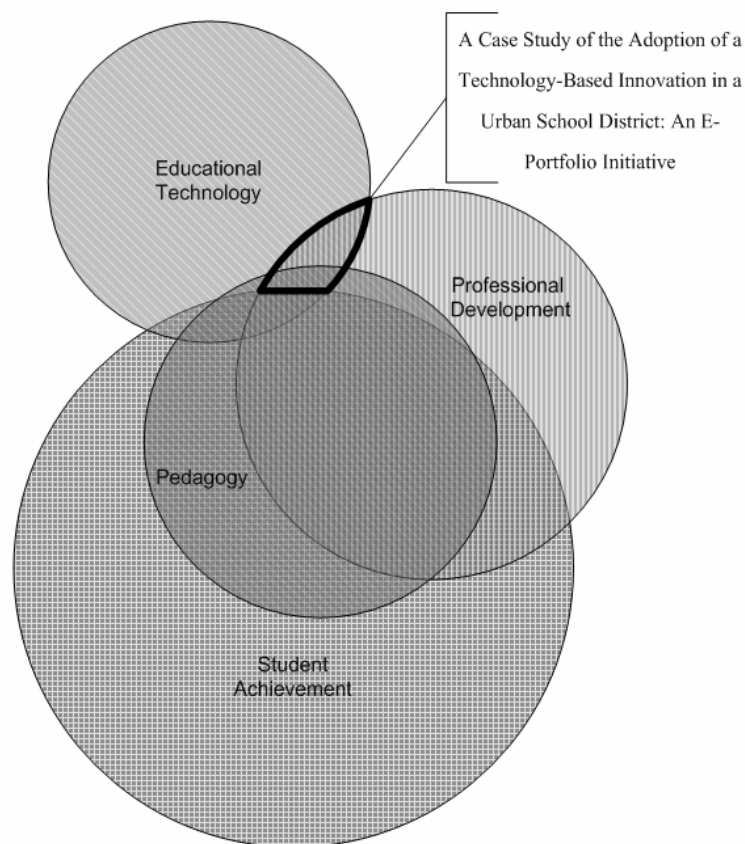 A Case Study of the Adoption of a
Technology-Based Innovation in a
Urban School District: An E-
Portfolio Initiative
Educational
Technology
Professional
Development
Pedagogy
Student
Achievement